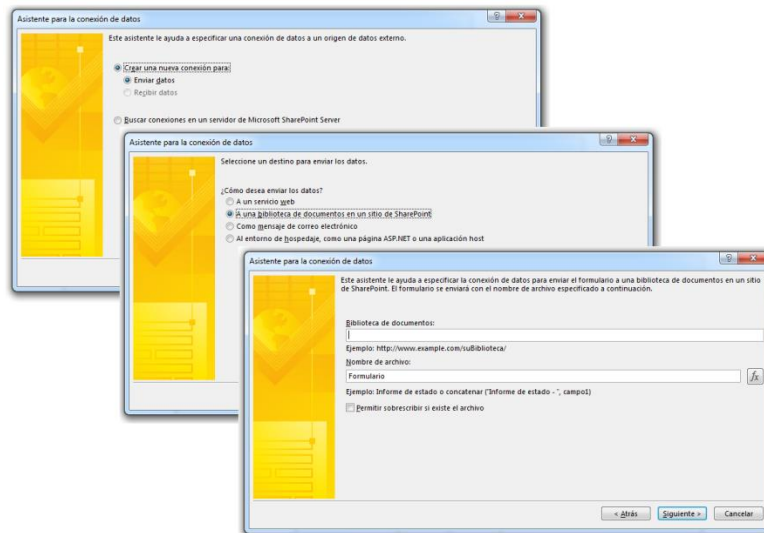 Asistente para la conexión de datos
Este asistente le ayuda a especificar una conexión de datos a un origen de datos externo.
Crear una nueva conexión para:
Enviar datos
Recibir datos
Buscar conexiones en un servidor de Microsoft SharePoint Server
Asistente para la conexión de datos
Seleccione un destino para enviar los datos.
¿Cómo desea enviar los datos?
A un servicio web
A una biblioteca de documentos en un sitio de SharePoint
Como mensaje de correo electrónico
Al entorno de hospedaje, como una página ASP.NET o una aplicación host
Asistente para la conexión de datos
Este asistente le ayuda a especificar la conexión de datos para enviar el formulario a una biblioteca de documentos en un sitio
de SharePoint. El formulario se enviará con el nombre de archivo especificado a continuación.
Biblioteca de documentos:
Ejemplo: http://www.example.com/suBiblioteca/
Nombre de archivo:
Formulario
fx
Ejemplo: Informe de estado o concatenar ("Informe de estado - ", campo1)
Permitir sobrescribir si existe el archivo
< Atrás Siguiente > Cancelar